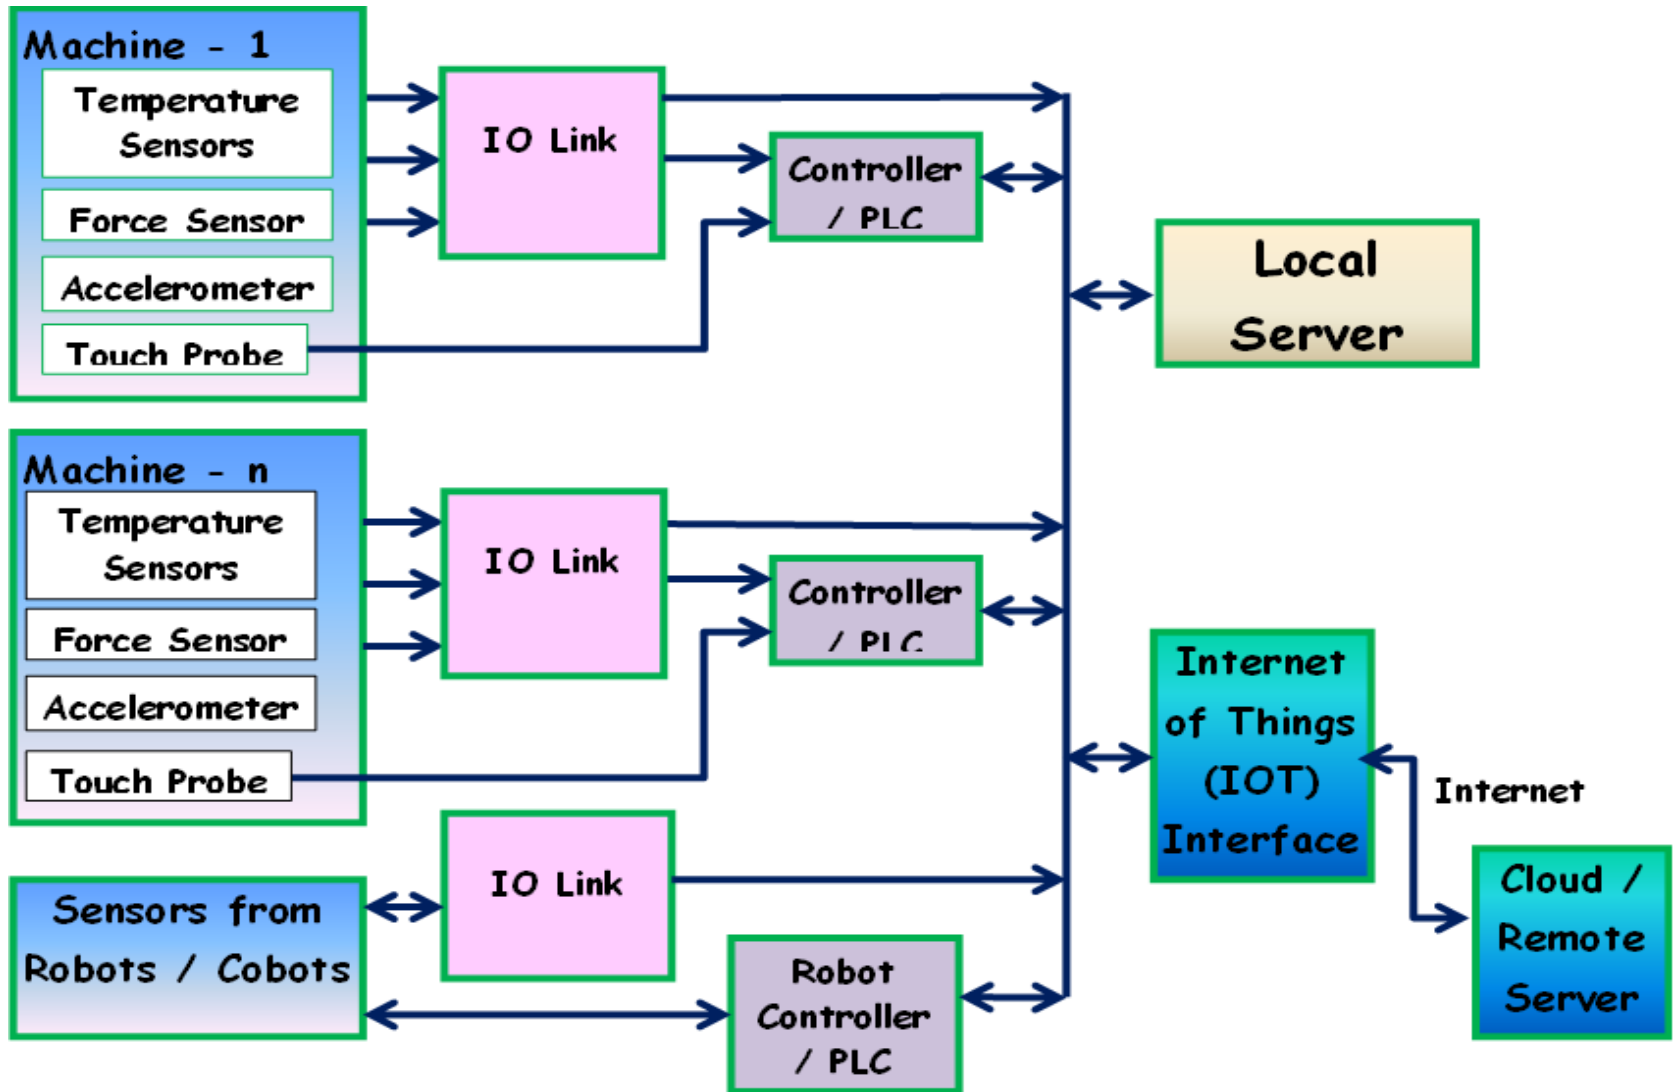 Machine - 1
Temperature
Sensors
Force Sensor
Accelerometer
Touch Probe
IO Link
Controller
/ PLC
Local
Server
Machine - n
Temperature
Sensors
Force Sensor
Accelerometer
Touch Probe
IO Link
Controller
/ PLC
Internet
of Things
(IOT)
Interface
Internet
Cloud /
Remote
Server
IO Link
Sensors from
Robots / Cobots
Robot
Controller
/ PLC